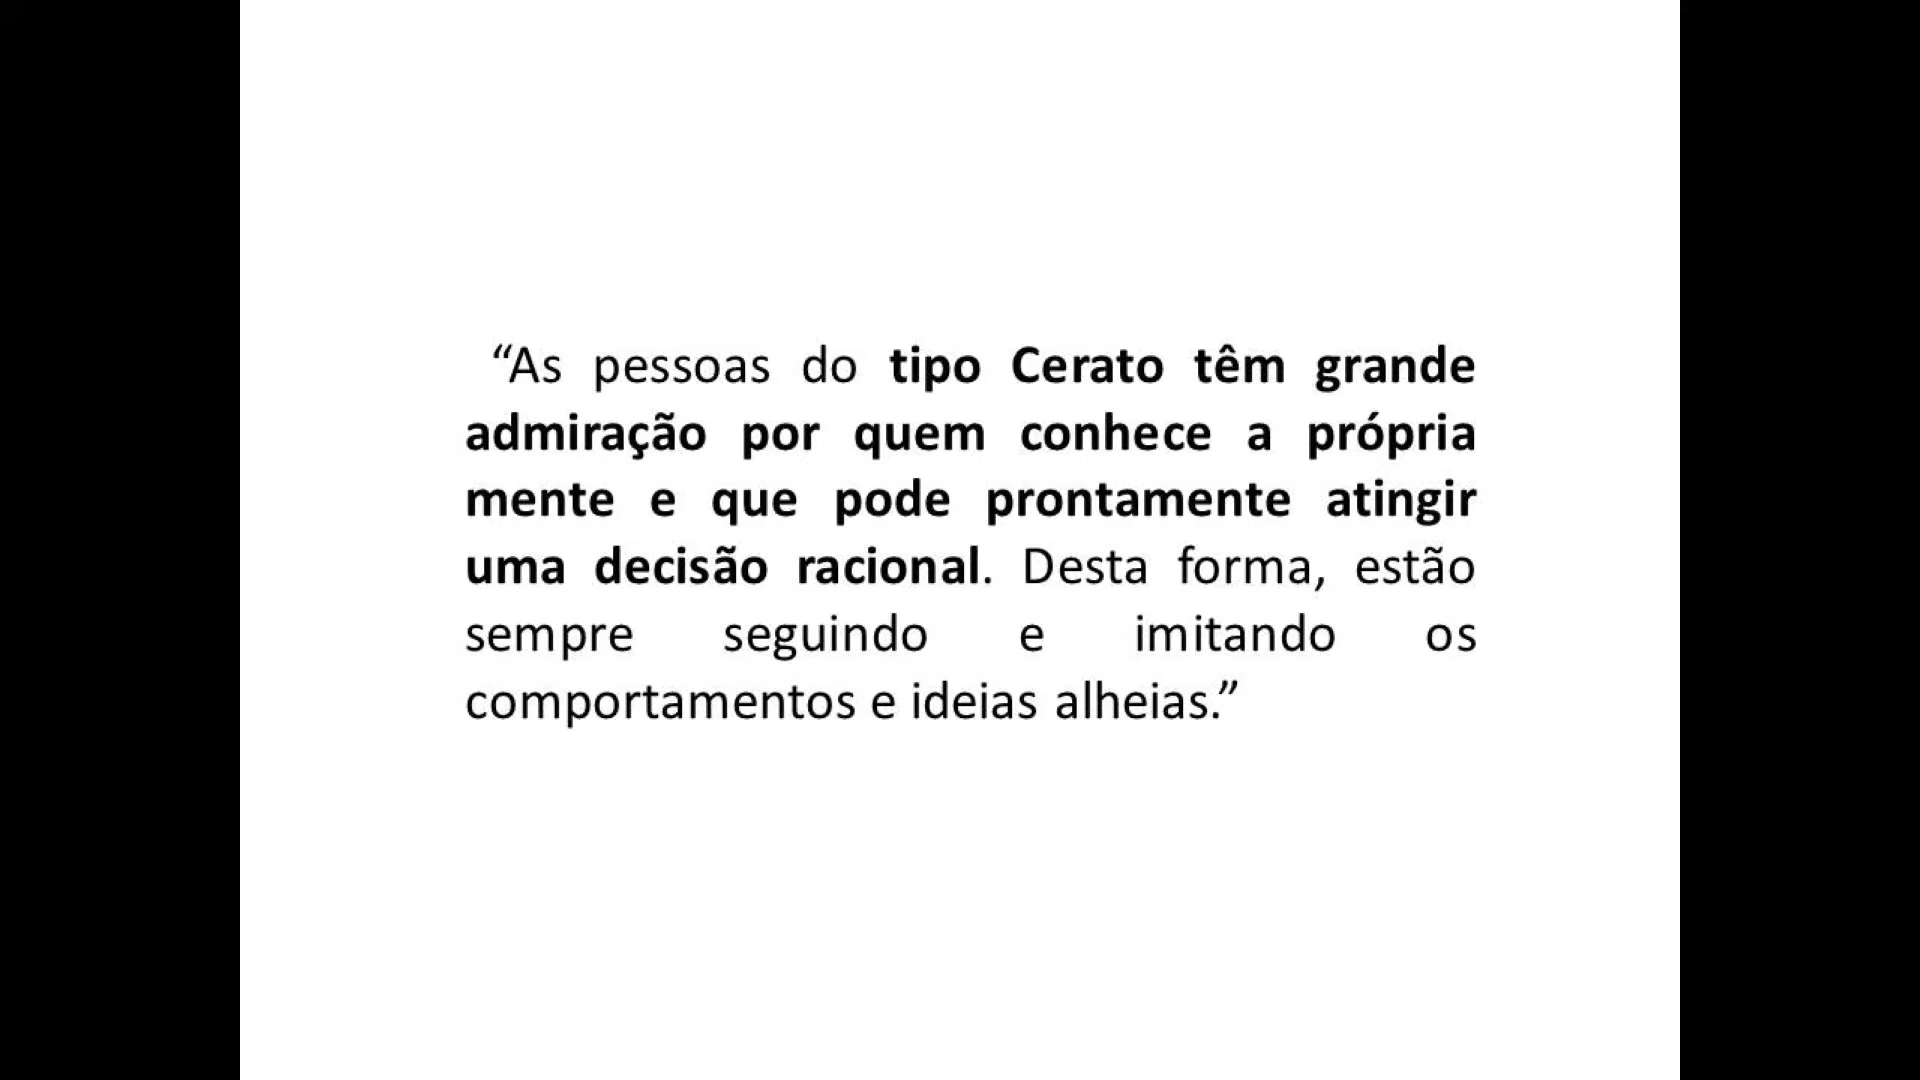 “As pessoas do tipo Cerato têm grande
admiração por quem conhece a própria
mente e que pode prontamente atingir
uma decisão racional. Desta forma, estão
sempre seguindo e imitando os
comportamentos e ideias alheias.”